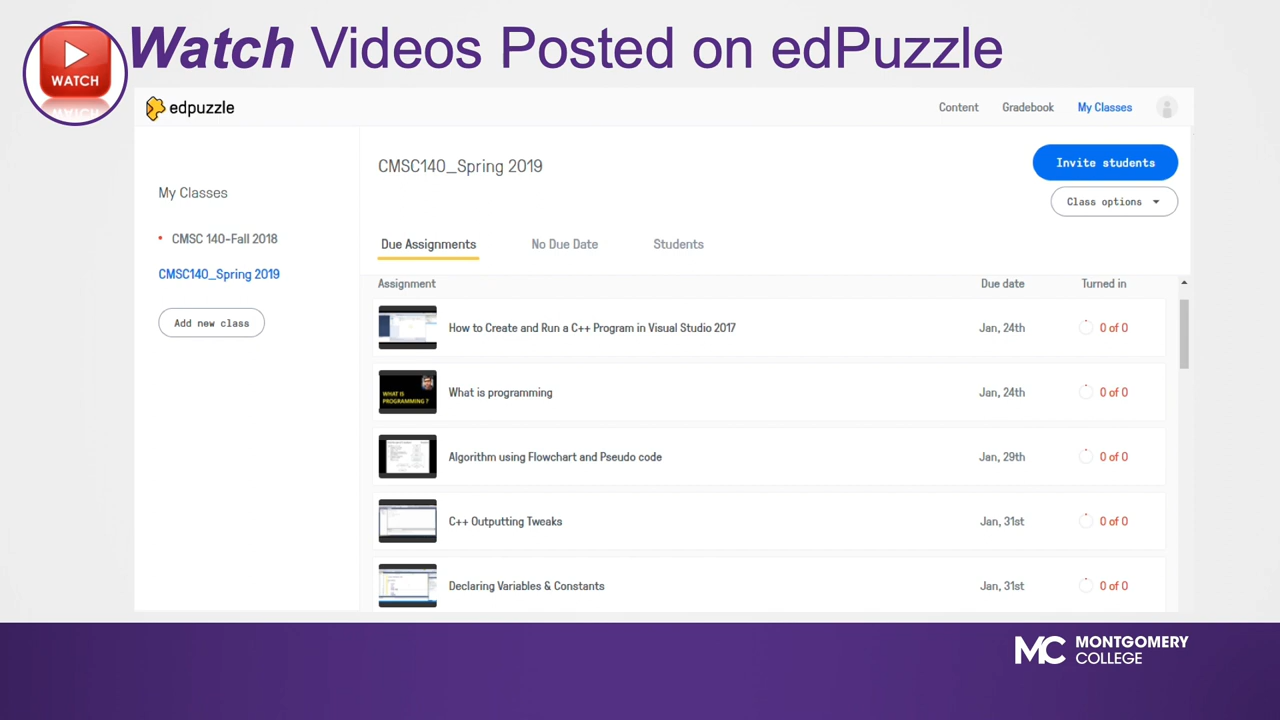 Watch Videos Posted on edPuzzle
WATCH
edpuzzle
Content Gradebook My Classes
CMSC140_Spring 2019
Invite students
Class options
My Classes
CMSC 140-Fall 2018
CMSC140_Spring 2019
Add new class
Due Assignments No Due Date Students
Assignment Due date Turned in
How to Create and Run a C++ Program in Visual Studio 2017 Jan, 24th 0 of 0
WHAT IS
PROGRAMMING ?
What is programming Jan, 24th 0 of 0
Algorithm using Flowchart and Pseudo code Jan, 29th 0 of 0
C++ Outputting Tweaks Jan, 31st 0 of 0
Declaring Variables & Constants Jan, 31st 0 of 0
MC MONTGOMERY
COLLEGE